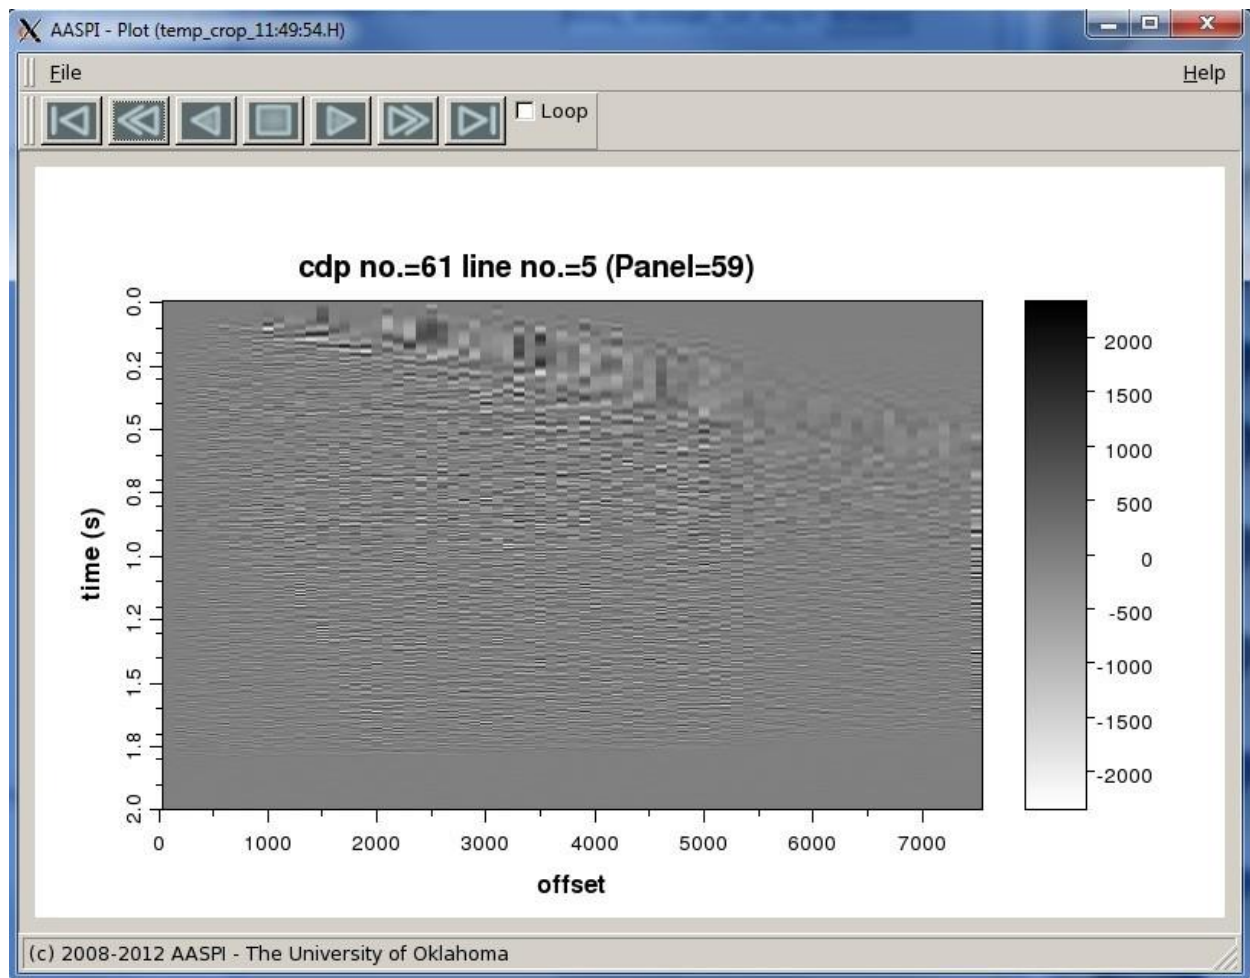 AASPI - Plot (temp_crop_11:49:54.H)
File Help
Loop
cdp no.=61 line no.=5 (Panel=59)
time (s)
0.0
0.2
0.5
0.8
1.0
1.2
1.5
1.8
2.0
0 1000 2000 3000 4000 5000 6000 7000
offset
2000
1500
1000
500
0
-500
-1000
-1500
-2000
(c) 2008-2012 AASPI - The University of Oklahoma